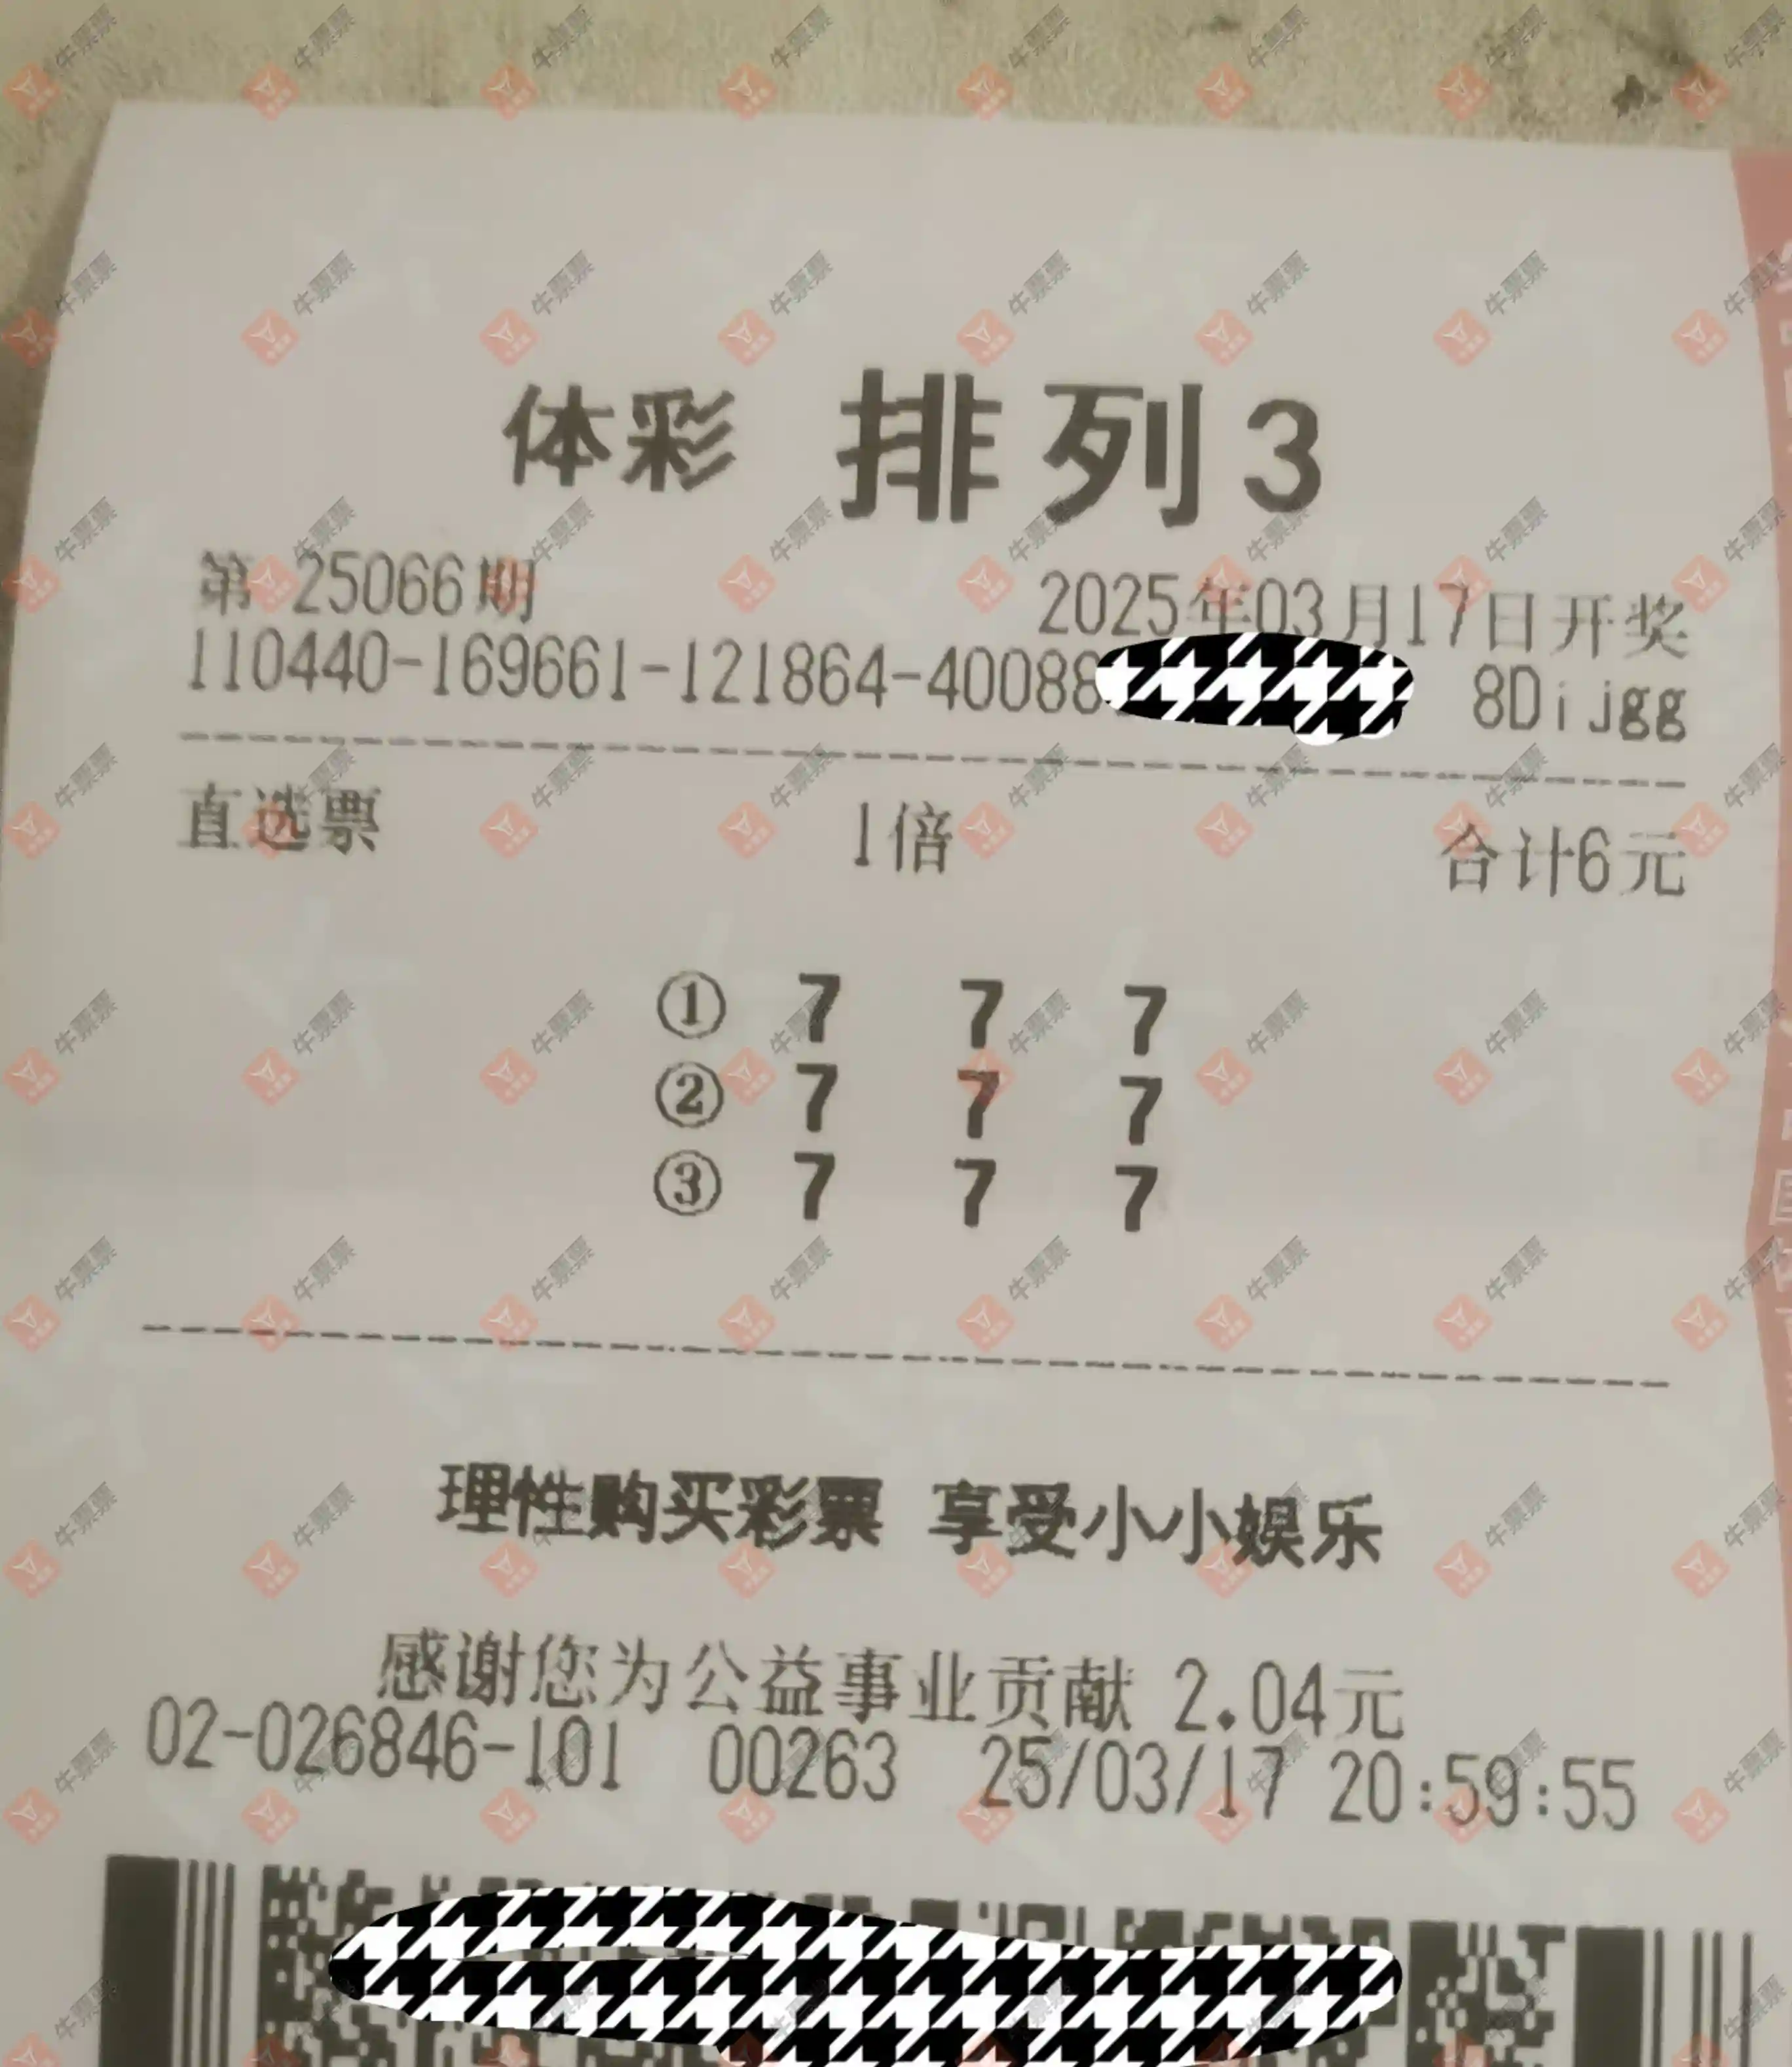 体彩 排列3
第 25066期 2025年03月17日开奖
110440-169661-121864-40088 8Dijgg
直选票 1倍 合计6元
① 7 7 7
② 7 7 7
③ 7 7 7
理性购买彩票 享受小小娱乐
感谢您为公益事业贡献 2.04元
02-026846-101 00263 25/03/17 20:59:55
牛票票